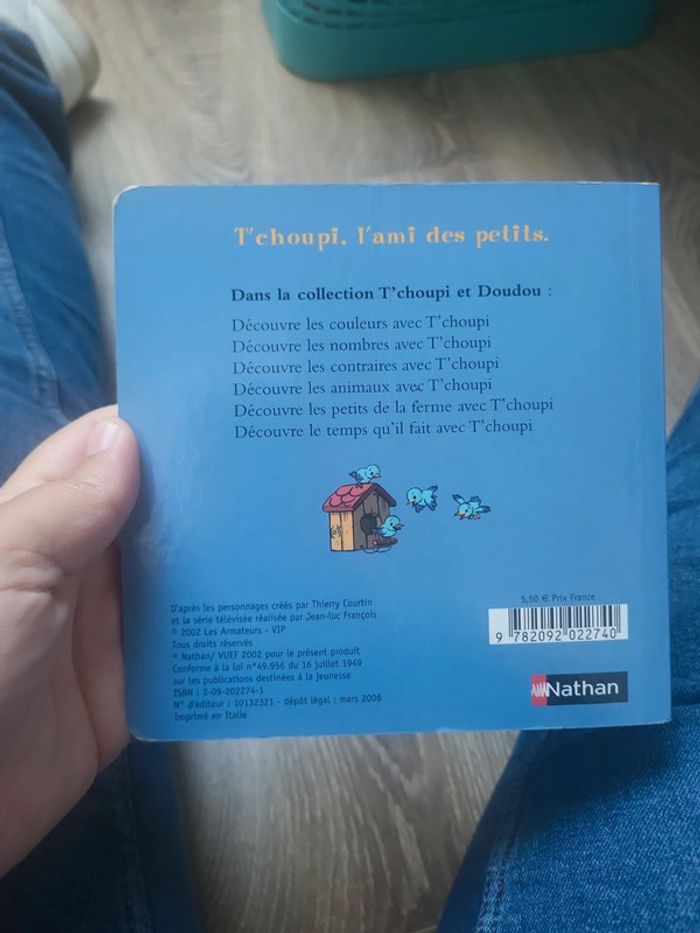 T'choupi, l'ami des petits.
Dans la collection T'choupi et Doudou :
Découvre les couleurs avec T'choupi
Découvre les nombres avec T'choupi
Découvre les contraires avec T'choupi
Découvre les animaux avec T'choupi
Découvre les petits de la ferme avec T'choupi
Découvre le temps qu'il fait avec T'choupi
D'après les personnages créés par Thierry Courtin
et la série télévisée réalisée par Jean-luc François
© 2002 Les Armateurs - VIP
Tous droits réservés
© Nathan/ VUEF 2002 pour le présent produit
Conforme à la loi n°49.956 du 16 juillet 1949
sur les publications destinées à la jeunesse
ISBN : 2-09-202274-1
N° d'éditeur : 10132321 - dépôt légal : mars 2006
Imprimé en Italie
5,50 € Prix France
9 782092 022740
Nathan